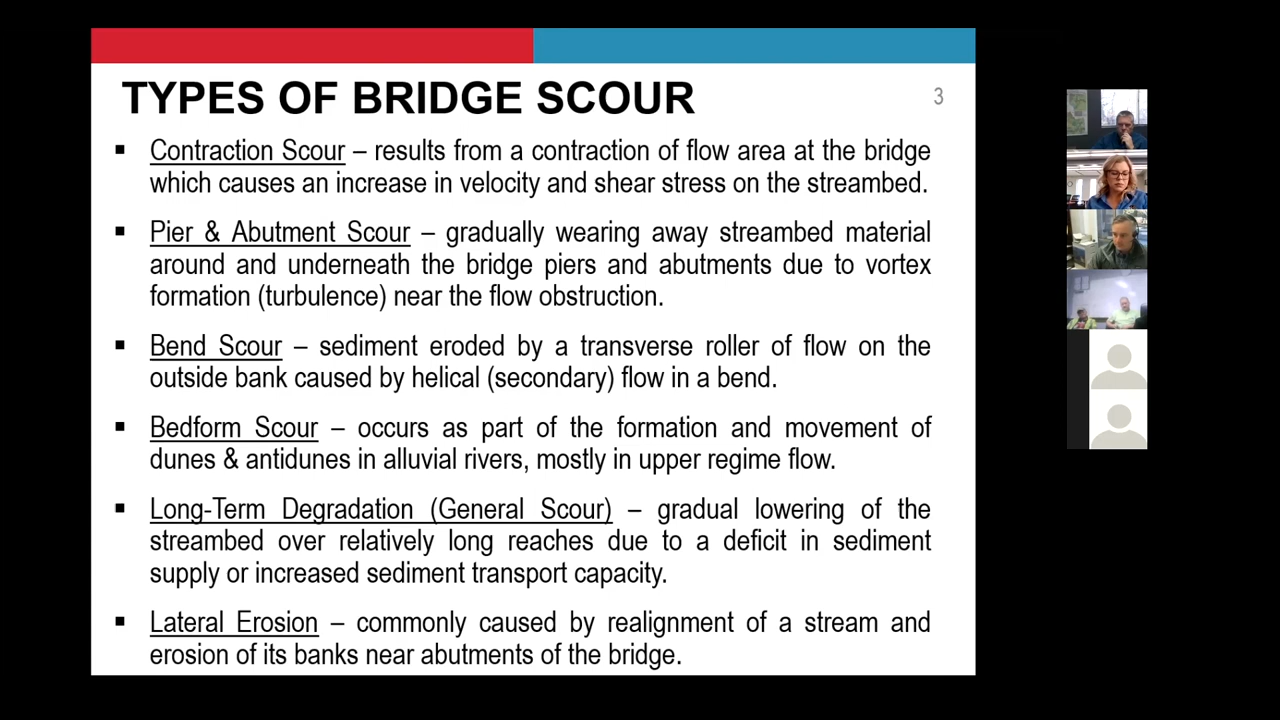 TYPES OF BRIDGE SCOUR
3
▪ Contraction Scour – results from a contraction of flow area at the bridge
which causes an increase in velocity and shear stress on the streambed.
▪ Pier & Abutment Scour – gradually wearing away streambed material
around and underneath the bridge piers and abutments due to vortex
formation (turbulence) near the flow obstruction.
▪ Bend Scour – sediment eroded by a transverse roller of flow on the
outside bank caused by helical (secondary) flow in a bend.
▪ Bedform Scour – occurs as part of the formation and movement of
dunes & antidunes in alluvial rivers, mostly in upper regime flow.
▪ Long-Term Degradation (General Scour) – gradual lowering of the
streambed over relatively long reaches due to a deficit in sediment
supply or increased sediment transport capacity.
▪ Lateral Erosion – commonly caused by realignment of a stream and
erosion of its banks near abutments of the bridge.